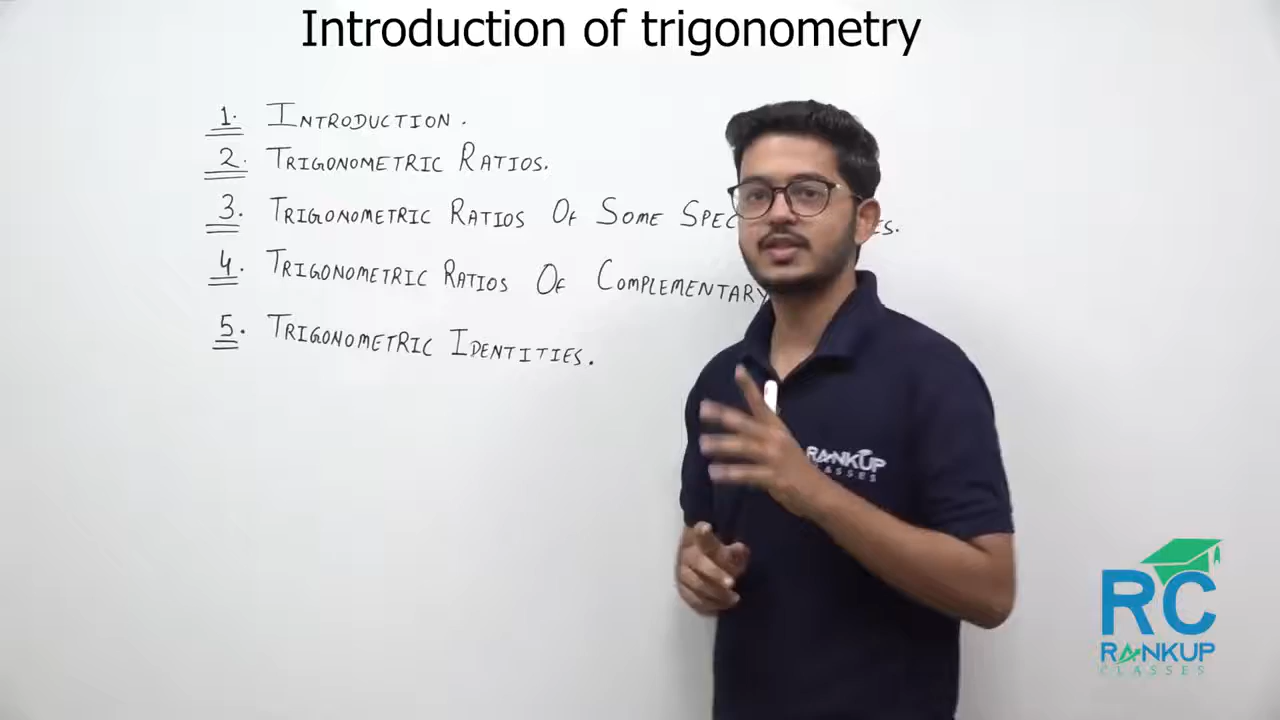 Introduction of trigonometry
1. INTRODUCTION.
2. TRIGONOMETRIC RATIOS.
3. TRIGONOMETRIC RATIOS OF SOME
4. TRIGONOMETRIC RATIOS OF COMPLEMENTARY
5. TRIGONOMETRIC IDENTITIES.
RANKUP
CLASSES
RC
RANKUP
CLASSES